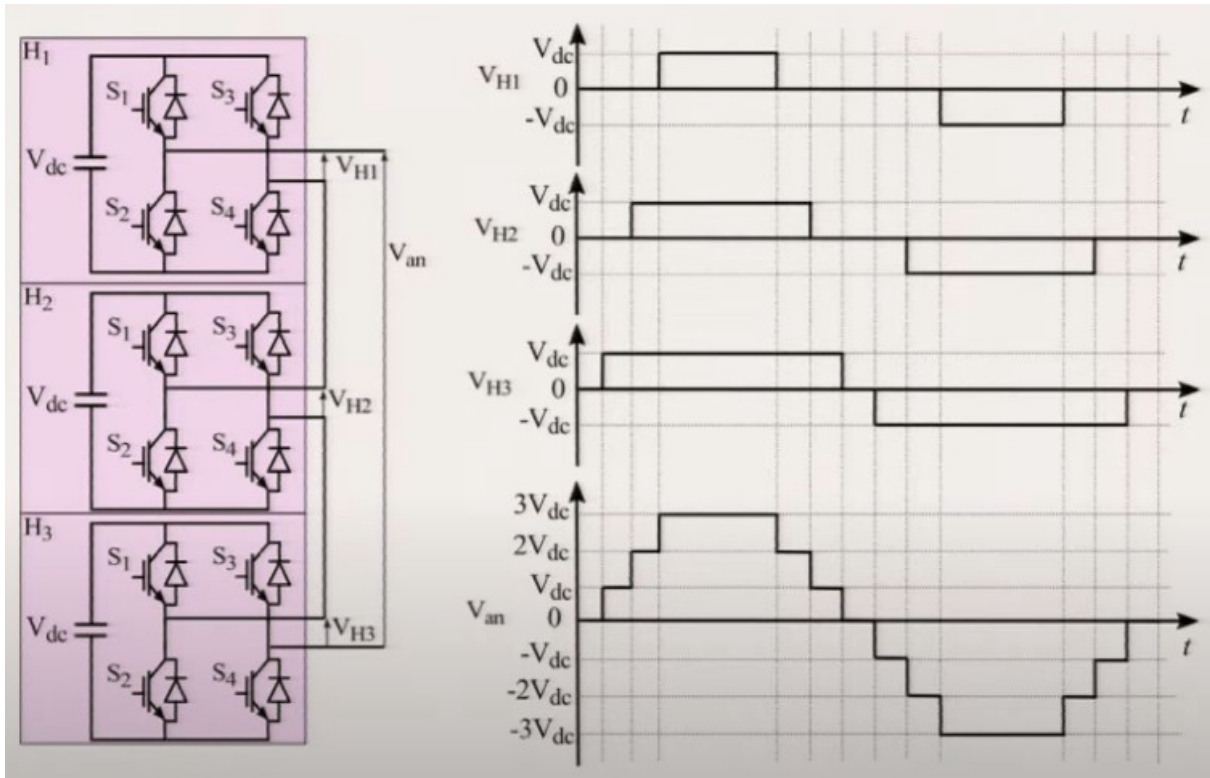 H1
S1
S3
Vdc
VH1
S2
S4
Van
H2
S1
S3
Vdc
VH2
S2
S4
H3
S1
S3
Vdc
VH3
S2
S4
Vdc
VH1
0
-Vdc
t
Vdc
VH2
0
-Vdc
t
Vdc
VH3
0
-Vdc
t
3Vdc
2Vdc
Vdc
Van
0
-Vdc
t
-2Vdc
-3Vdc